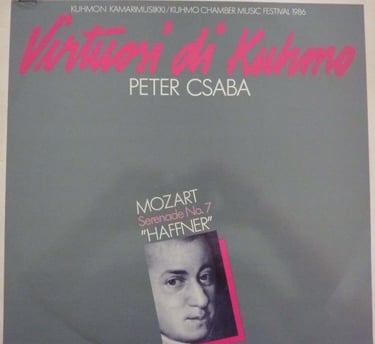 KUHMON KAMARIMUSIIKKI/KUHMO CHAMBER MUSIC FESTIVAL 1986
Virtuosi di Kuhmo
PETER CSABA
MOZART
Serenade No. 7
"HAFFNER"